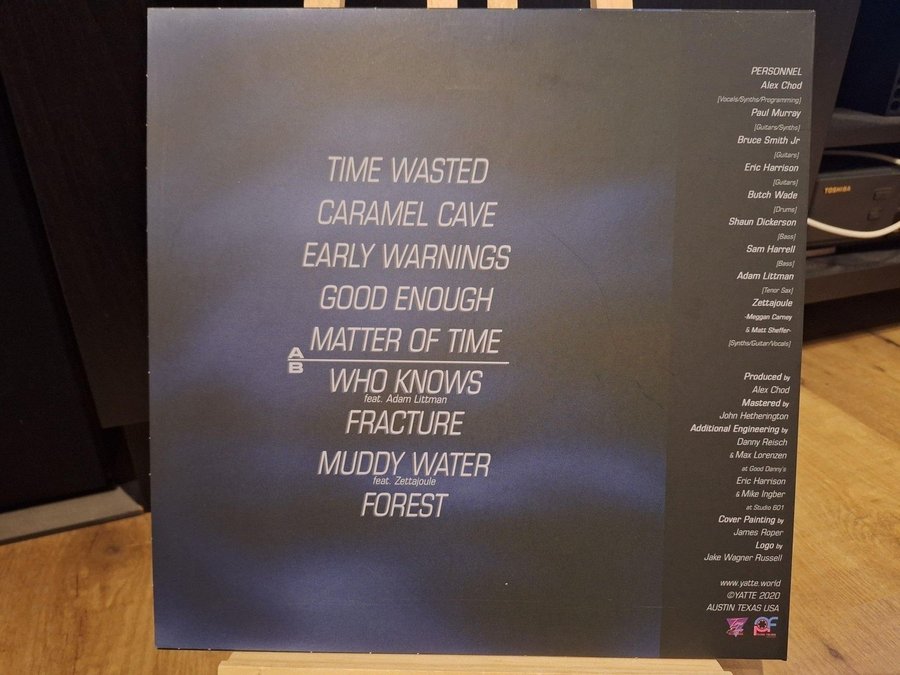 TIME WASTED
CARAMEL CAVE
EARLY WARNINGS
GOOD ENOUGH
MATTER OF TIME
A
B
WHO KNOWS
feat. Adam Littman
FRACTURE
MUDDY WATER
feat. Zettajoule
FOREST
PERSONNEL
Alex Chod
[Vocals/Synths/Programming]
Paul Murray
[Guitars/Synths]
Bruce Smith Jr
[Guitars]
Eric Harrison
[Guitars]
Butch Wade
[Drums]
Shaun Dickerson
[Bass]
Sam Harrell
[Bass]
Adam Littman
[Tenor Sax]
Zettajoule
-Meggan Carney
& Matt Sheffer-
[Synths/Guitar/Vocals]
Produced by
Alex Chod
Mastered by
John Hetherington
Additional Engineering by
Danny Reisch
& Max Lorenzen
at Good Danny's
Eric Harrison
& Mike Ingber
at Studio 601
Cover Painting by
James Roper
Logo by
Jake Wagner Russell
www.yatte.world
©YATTE 2020
AUSTIN TEXAS USA
TOSHIBA